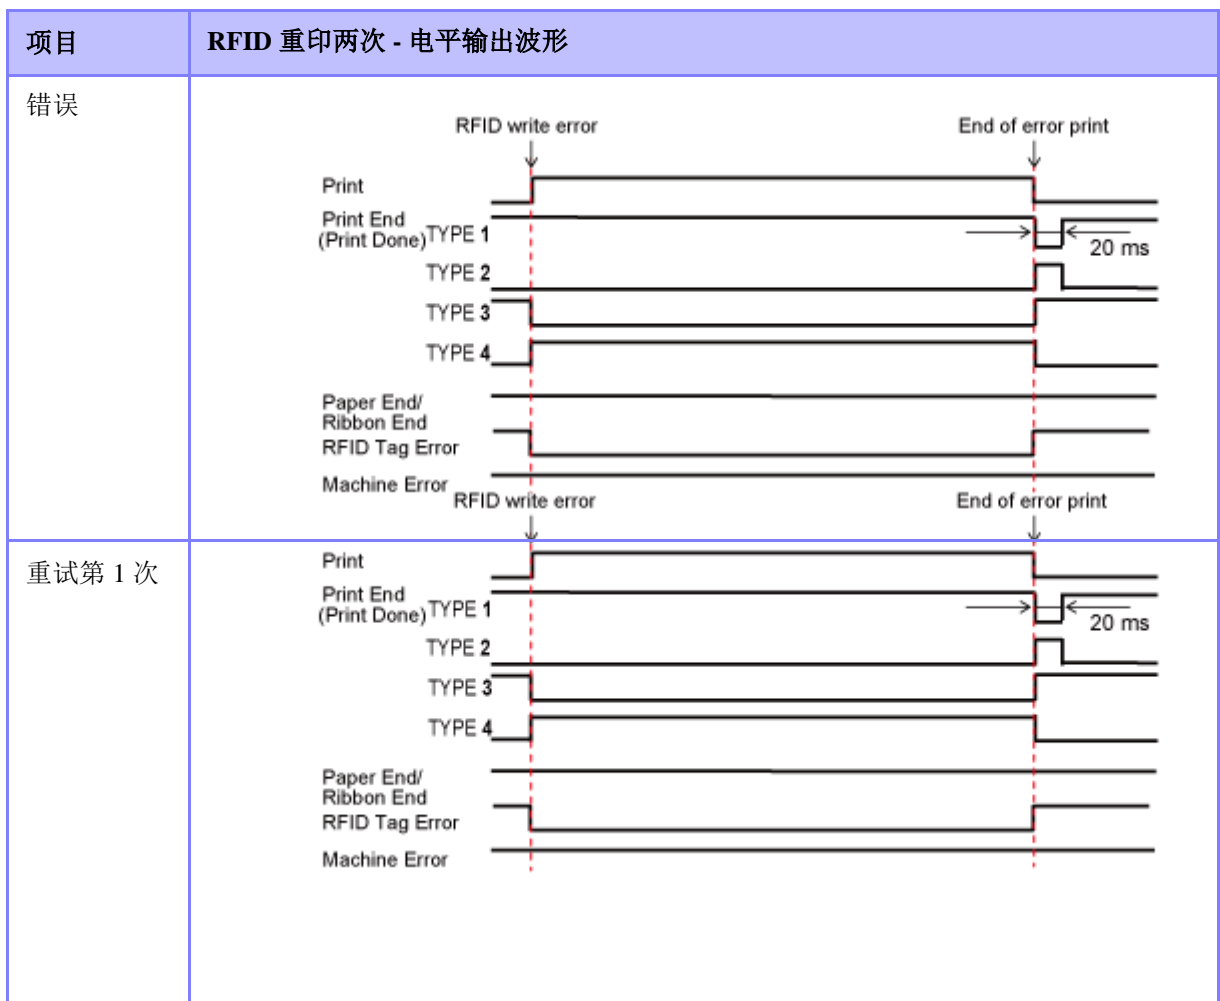 项目
RFID 重印两次 - 电平输出波形
错误
RFID write error
End of error print
Print
Print End
(Print Done) TYPE 1
20 ms
TYPE 2
TYPE 3
TYPE 4
Paper End/
Ribbon End
RFID Tag Error
Machine Error
RFID write error
End of error print
重试第 1 次
Print
Print End
(Print Done) TYPE 1
20 ms
TYPE 2
TYPE 3
TYPE 4
Paper End/
Ribbon End
RFID Tag Error
Machine Error